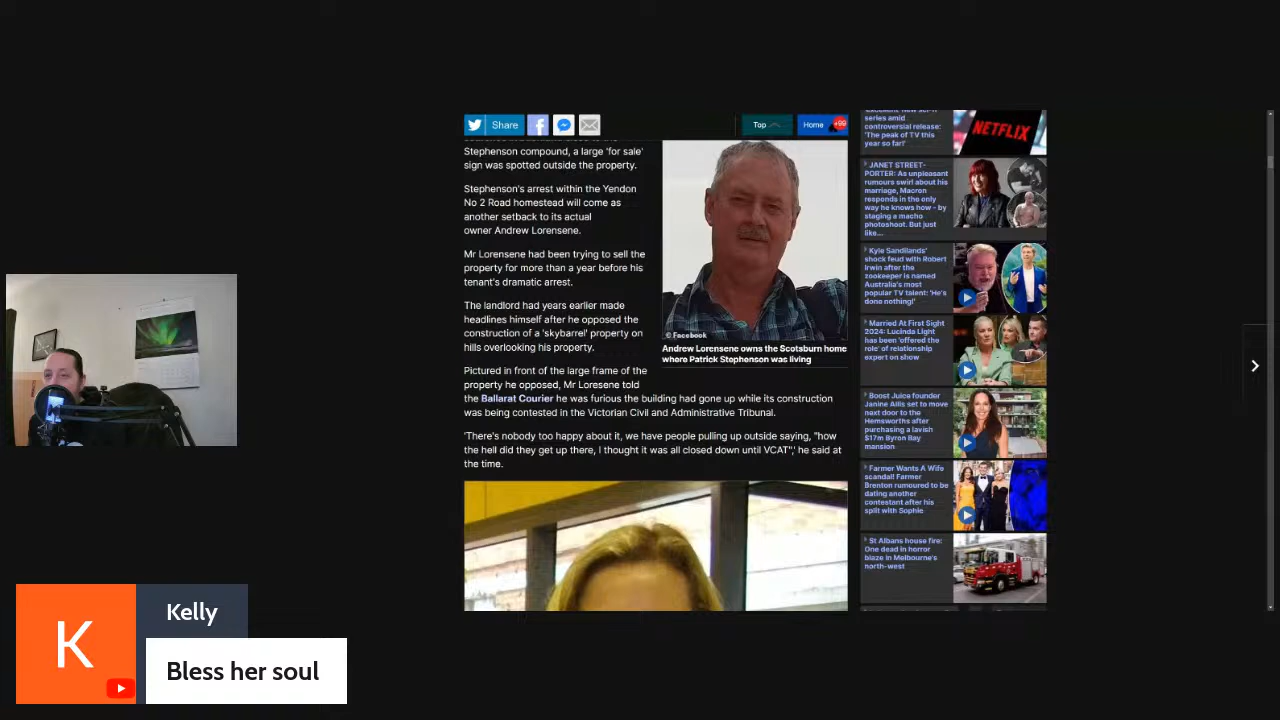 Share
Top
Home
+99
Stephenson compound, a large 'for sale'
sign was spotted outside the property.
Stephenson's arrest within the Yendon
No 2 Road homestead will come as
another setback to its actual
owner Andrew Lorensene.
Mr Lorensene had been trying to sell the
property for more than a year before his
tenant's dramatic arrest.
The landlord had years earlier made
headlines himself after he opposed the
construction of a 'skybarrel' property on
hills overlooking his property.
Pictured in front of the large frame of the
property he opposed, Mr Loresene told
the Ballarat Courier he was furious the building had gone up while its construction
was being contested in the Victorian Civil and Administrative Tribunal.
'There's nobody too happy about it, we have people pulling up outside saying, "how
the hell did they get up there, I thought it was all closed down until VCAT",' he said at
the time.
© Facebook
Andrew Lorensene owns the Scotsburn home
where Patrick Stephenson was living
series amid
controversial release:
'The peak of TV this
year so far!'
NETFLIX
JANET STREET-
PORTER: As unpleasant
rumours swirl about his
marriage, Macron
responds in the only
way he knows how - by
staging a macho
photoshoot. But just
like...
Kyle Sandilands'
shock feud with Robert
Irwin after the
zookeeper is named
Australia's most
popular TV talent: 'He's
done nothing!'
Married At First Sight
2024: Lucinda Light
has been 'offered the
role' of relationship
expert on show
Boost Juice founder
Janine Allis set to move
next door to the
Hemsworths after
purchasing a lavish
$17m Byron Bay
mansion
Farmer Wants A Wife
scandal! Farmer
Brenton rumoured to be
dating another
contestant after his
split with Sophie
St Albans house fire:
One dead in horror
blaze in Melbourne's
north-west
K
Kelly
Bless her soul